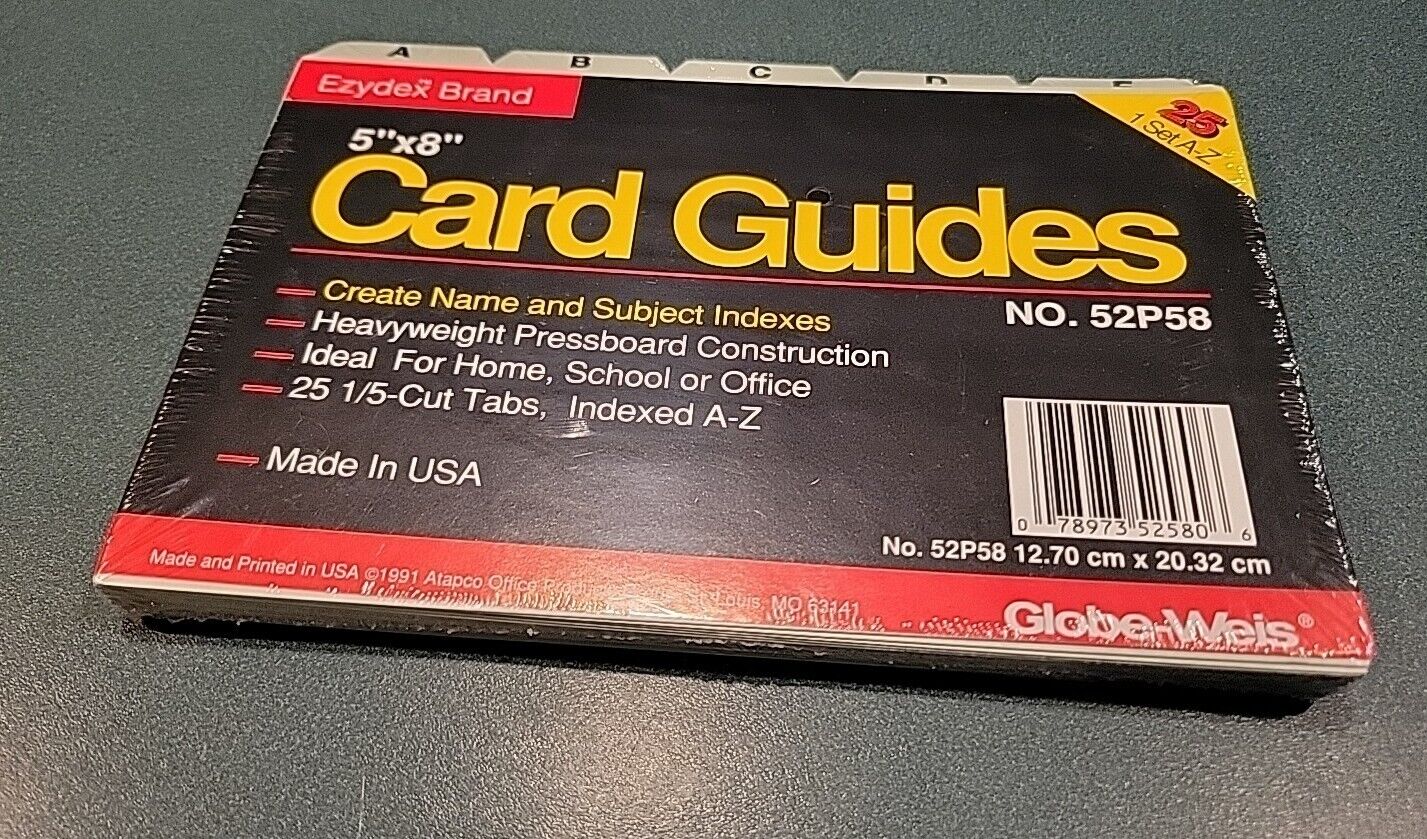 A B C D E
Ezydex™ Brand
25
1 Set A-Z
5"x8"
Card Guides
NO. 52P58
Create Name and Subject Indexes
Heavyweight Pressboard Construction
Ideal For Home, School or Office
25 1/5-Cut Tabs, Indexed A-Z
Made In USA
0 78973 52580 6
No. 52P58 12.70 cm x 20.32 cm
Made and Printed in USA ©1991 Atapco Office Louis, MO 63141
Globe-Weis®